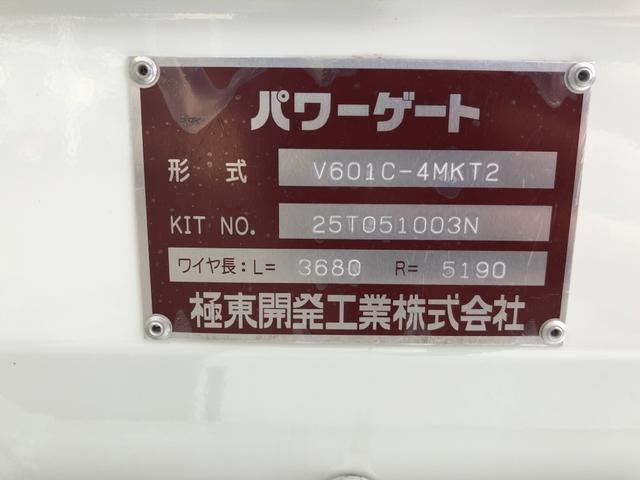 パワーゲート
形式 V601C-4MKT2
KIT NO. 25T051003N
ワイヤ長:L= 3680 R= 5190
極東開発工業株式会社